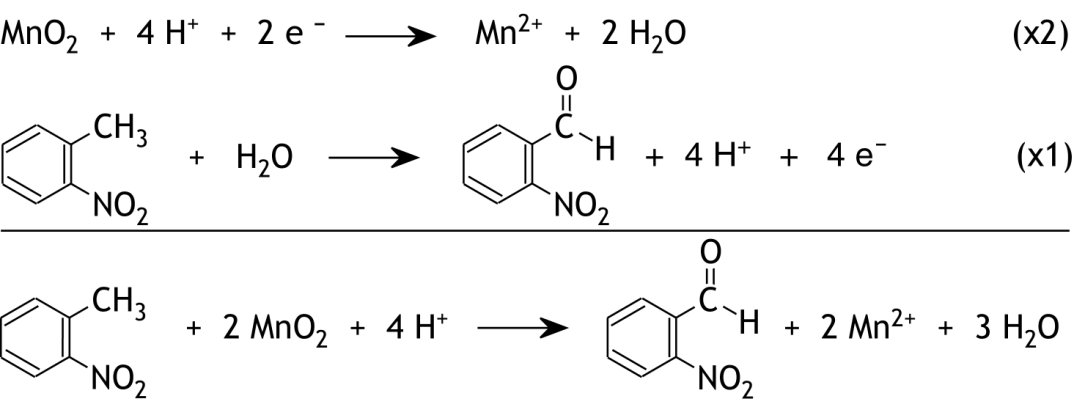 MnO₂ + 4 H⁺ + 2 e⁻ ⟶ Mn²⁺ + 2 H₂O (x2)
CH₃ NO₂ + H₂O ⟶ O C H NO₂ + 4 H⁺ + 4 e⁻ (x1)
CH₃ NO₂ + 2 MnO₂ + 4 H⁺ ⟶ O C H NO₂ + 2 Mn²⁺ + 3 H₂O